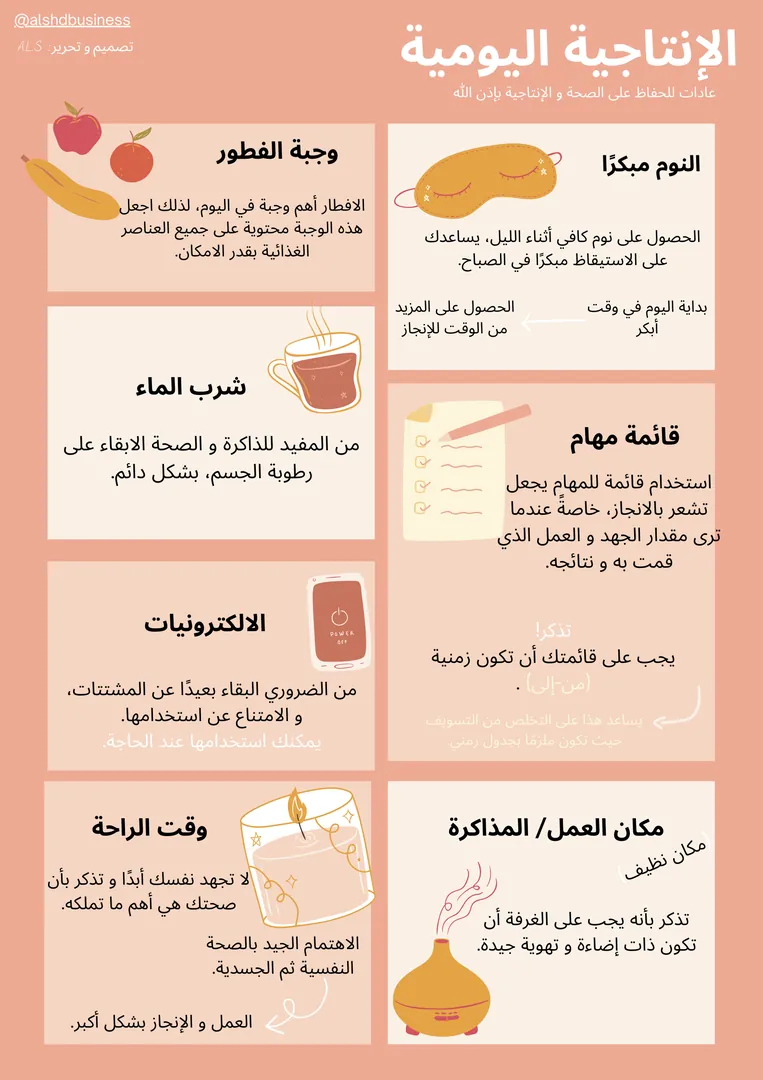 @alshdbusiness
تصميم و تحرير: ALS
الإنتاجية اليومية
عادات للحفاظ على الصحة و الإنتاجية بإذن الله
النوم مبكرًا
الحصول على نوم كافي أثناء الليل، يساعدك
على الاستيقاظ مبكرًا في الصباح.
بداية اليوم في وقت
أبكر
الحصول على المزيد
من الوقت للإنجاز
وجبة الفطور
الافطار أهم وجبة في اليوم، لذلك اجعل
هذه الوجبة محتوية على جميع العناصر
الغذائية بقدر الامكان.
شرب الماء
من المفيد للذاكرة و الصحة الابقاء على
رطوبة الجسم، بشكل دائم.
قائمة مهام
استخدام قائمة للمهام يجعل
تشعر بالانجاز، خاصةً عندما
ترى مقدار الجهد و العمل الذي
قمت به و نتائجه.
تذكر!
يجب على قائمتك أن تكون زمنية
(من-إلى) .
يساعد هذا على التخلص من التسويف
حيث تكون ملزمًا بجدول زمني.
الالكترونيات
POWER
OFF
من الضروري البقاء بعيدًا عن المشتتات،
و الامتناع عن استخدامها.
يمكنك استخدامها عند الحاجة.
مكان العمل/ المذاكرة
(مكان نظيف)
تذكر بأنه يجب على الغرفة أن
تكون ذات إضاءة و تهوية جيدة.
وقت الراحة
لا تجهد نفسك أبدًا و تذكر بأن
صحتك هي أهم ما تملكه.
الاهتمام الجيد بالصحة
النفسية ثم الجسدية.
العمل و الإنجاز بشكل أكبر.